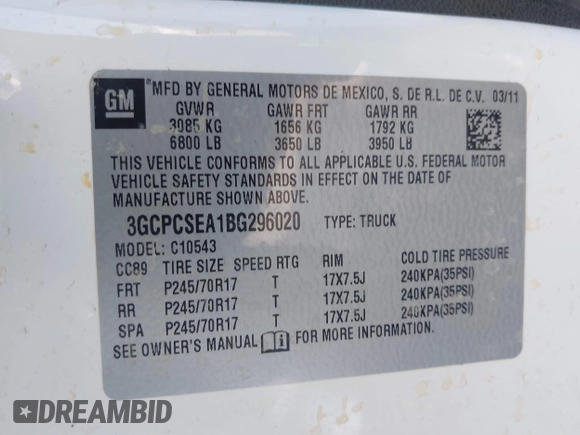 GM
®MFD BY GENERAL MOTORS DE MEXICO, S. DE R.L. DE C.V. 03/11
GVWR GAWR FRT GAWR RR
3085 KG 1656 KG 1792 KG
6800 LB 3650 LB 3950 LB
THIS VEHICLE CONFORMS TO ALL APPLICABLE U.S. FEDERAL MOTOR
VEHICLE SAFETY STANDARDS IN EFFECT ON THE DATE OF
MANUFACTURE SHOWN ABOVE.
3GCPCSEA1BG296020 TYPE: TRUCK
MODEL: C10543
CC89 TIRE SIZE SPEED RTG RIM COLD TIRE PRESSURE
FRT P245/70R17 T 17X7.5J 240KPA(35PSI)
RR P245/70R17 T 17X7.5J 240KPA(35PSI)
SPA P245/70R17 T 17X7.5J 240KPA(35PSI)
SEE OWNER'S MANUAL FOR MORE INFORMATION.
DREAMBID